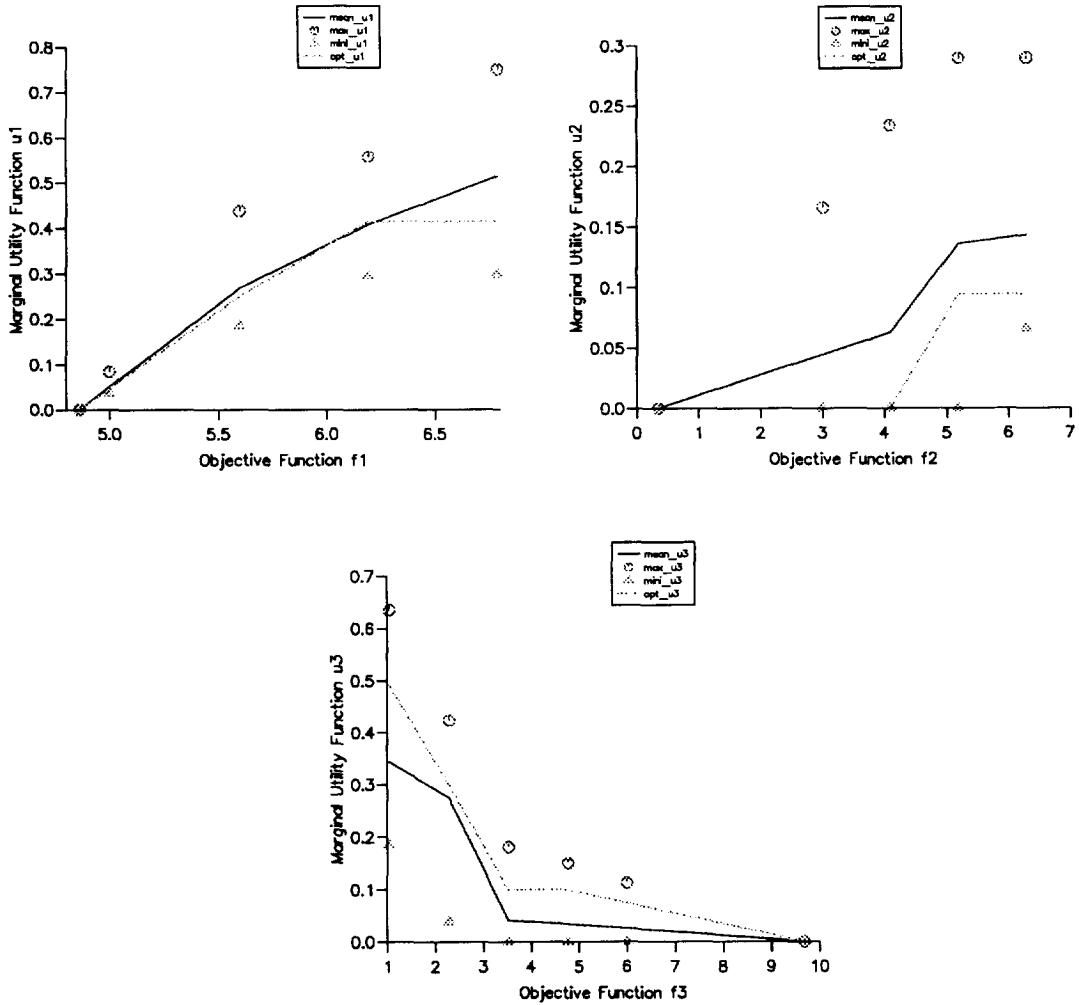 mean_u1
max_u1
mini_u1
opt_u1
0.8
0.7
0.6
0.5
0.4
0.3
0.2
0.1
0.0
Marginal Utility Function u1
5.0 5.5 6.0 6.5
Objective Function f1
mean_u2
max_u2
mini_u2
opt_u2
0.3
0.25
0.2
0.15
0.1
0.05
0.0
Marginal Utility Function u2
0 1 2 3 4 5 6 7
Objective Function f2
mean_u3
max_u3
mini_u3
opt_u3
0.7
0.6
0.5
0.4
0.3
0.2
0.1
0.0
Marginal Utility Function u3
1 2 3 4 5 6 7 8 9 10
Objective Function f3